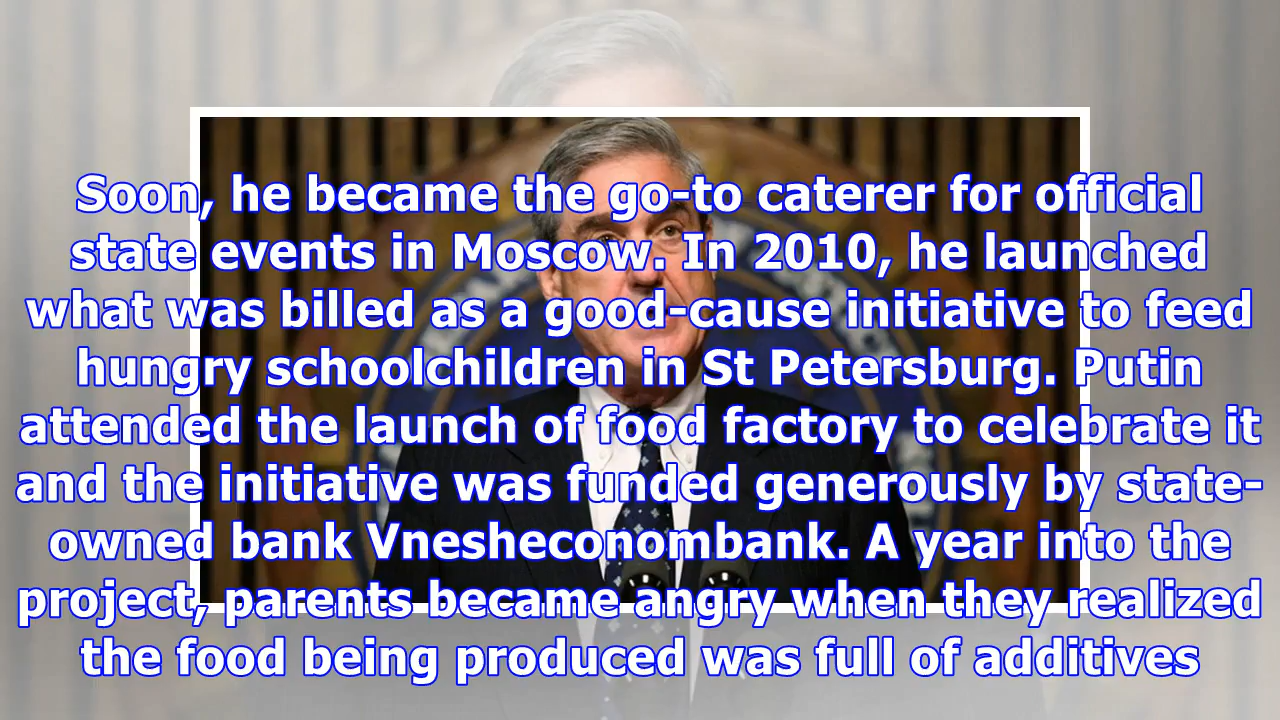 Soon, he became the go-to caterer for official
state events in Moscow. In 2010, he launched
what was billed as a good-cause initiative to feed
hungry schoolchildren in St Petersburg. Putin
attended the launch of food factory to celebrate it
and the initiative was funded generously by state-
owned bank Vnesheconombank. A year into the
project, parents became angry when they realized
the food being produced was full of additives